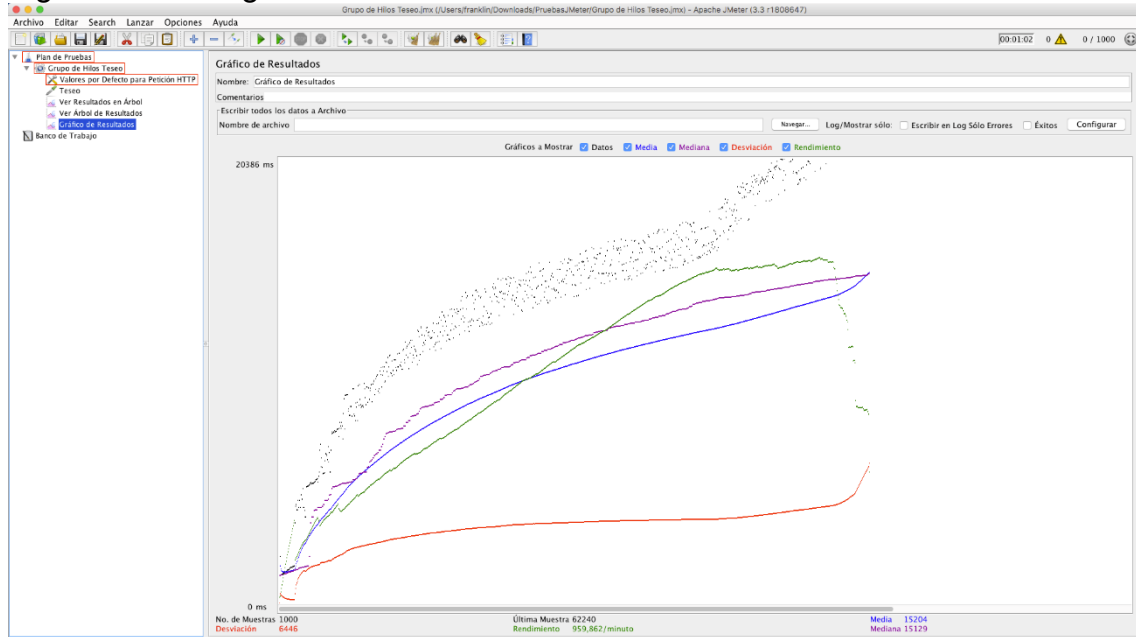 Grupo de Hilos Teseo.jmx (/Users/franklin/Downloads/PruebasJMeter/Grupo de Hilos Teseo.jmx) - Apache JMeter (3.3 r1808647)
Archivo Editar Search Lanzar Opciones Ayuda
00:01:02 0 0 / 1000
Plan de Pruebas
Grupo de Hilos Teseo
Valores por Defecto para Petición HTTP
Teseo
Ver Resultados en Árbol
Ver Árbol de Resultados
Gráfico de Resultados
Banco de Trabajo
Gráfico de Resultados
Nombre: Gráfico de Resultados
Comentarios
Escribir todos los datos a Archivo
Nombre de archivo Navegar... Log/Mostrar sólo: Escribir en Log Sólo Errores Éxitos Configurar
Gráficos a Mostrar Datos Media Mediana Desviación Rendimiento
20386 ms
0 ms
No. de Muestras 1000 Última Muestra 62240 Media 15204
Desviación 6446 Rendimiento 959,862/minuto Mediana 15129